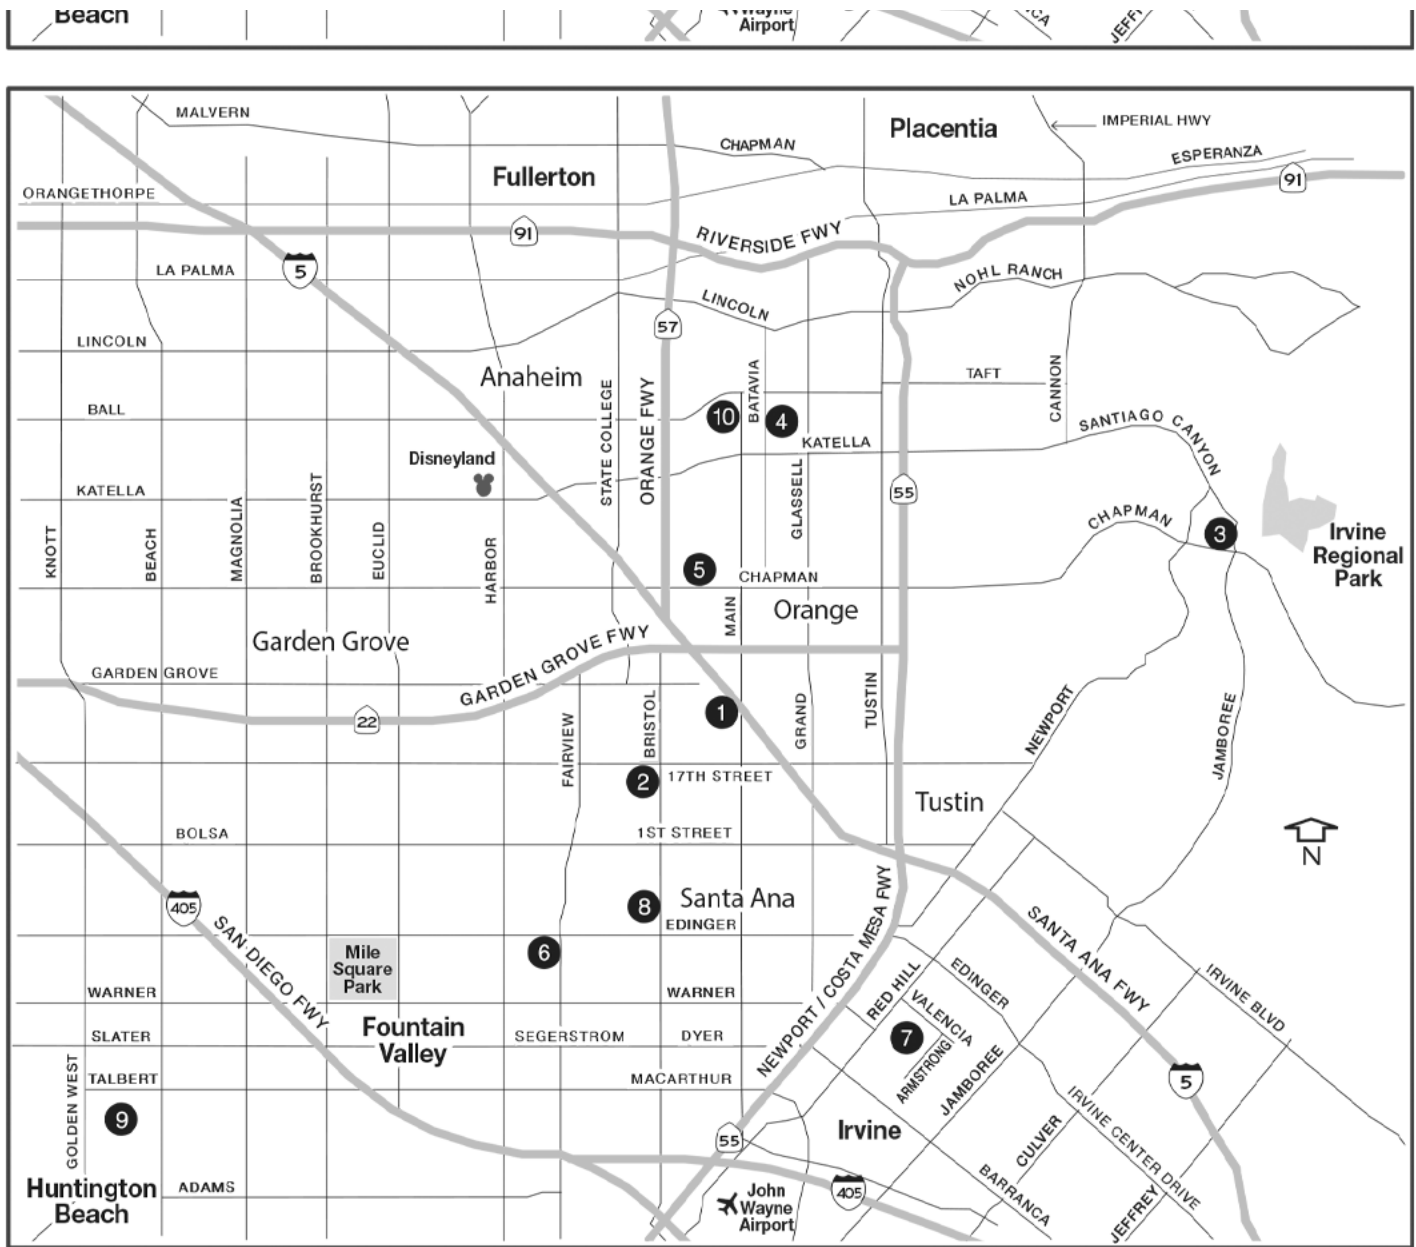 Beach
Wayne
Airport
MALVERN
CHAPMAN
Placentia
IMPERIAL HWY
ESPERANZA
91
Fullerton
ORANGETHORPE
LA PALMA
91
RIVERSIDE FWY
5
LA PALMA
NOHL RANCH
LINCOLN
57
LINCOLN
Anaheim
TAFT
CANNON
BATAVIA
STATE COLLEGE
ORANGE FWY
BALL
10
4
SANTIAGO CANYON
KATELLA
Disneyland
KATELLA
GLASSELL
55
CHAPMAN
3
Irvine
Regional
Park
KNOTT
BEACH
MAGNOLIA
BROOKHURST
EUCLID
HARBOR
5
CHAPMAN
MAIN
Orange
Garden Grove
GARDEN GROVE FWY
GARDEN GROVE
22
FAIRVIEW
BRISTOL
1
GRAND
TUSTIN
NEWPORT
JAMBOREE
2
17TH STREET
Tustin
BOLSA
1ST STREET
N
405
SAN DIEGO FWY
8
Santa Ana
EDINGER
NEWPORT / COSTA MESA FWY
SANTA ANA FWY
6
Mile
Square
Park
WARNER
WARNER
RED HILL
EDINGER
VALENCIA
IRVINE BLVD
Fountain
Valley
SLATER
SEGERSTROM
DYER
7
ARMSTRONG
JAMBOREE
GOLDEN WEST
TALBERT
MACARTHUR
5
9
55
Irvine
CULVER
IRVINE CENTER DRIVE
Huntington
Beach
ADAMS
John
Wayne
Airport
405
BARRANCA
JEFFREY